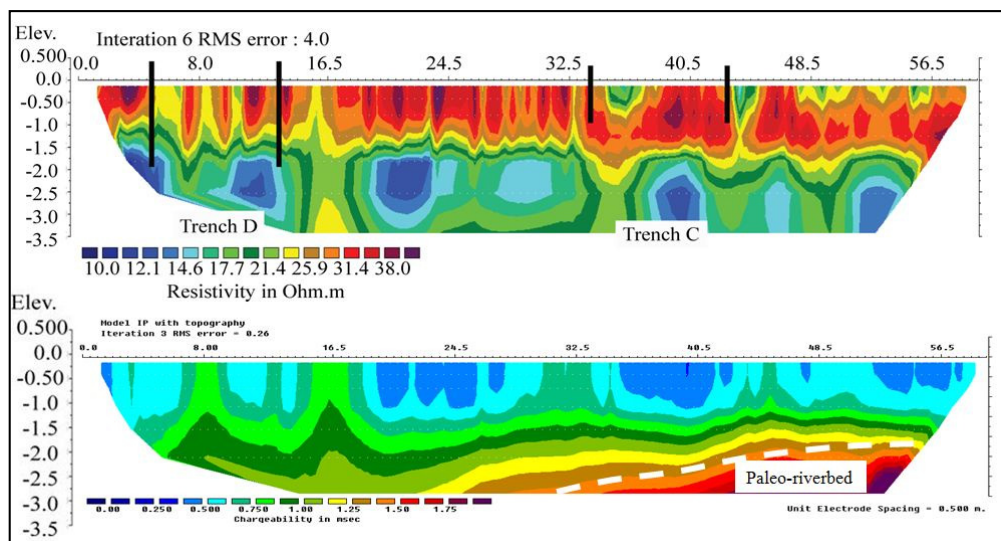 Elev.
Interation 6 RMS error : 4.0
0.500
0.0 8.0 16.5 24.5 32.5 40.5 48.5 56.5
0.0
-0.50
-1.0
-1.5
-2.0
-2.5
-3.0
-3.5
Trench D Trench C
10.0 12.1 14.6 17.7 21.4 25.9 31.4 38.0
Resistivity in Ohm.m
Elev.
Model IP with topography
0.500
Iteration 3 RMS error = 0.26
0.0 8.00 16.5 24.5 32.5 40.5 48.5 56.5
0.0
-0.50
-1.0
-1.5
-2.0
-2.5
-3.0
-3.5
Paleo-riverbed
0.00 0.250 0.500 0.750 1.00 1.25 1.50 1.75
Chargeability in msec
Unit Electrode Spacing = 0.500 m.